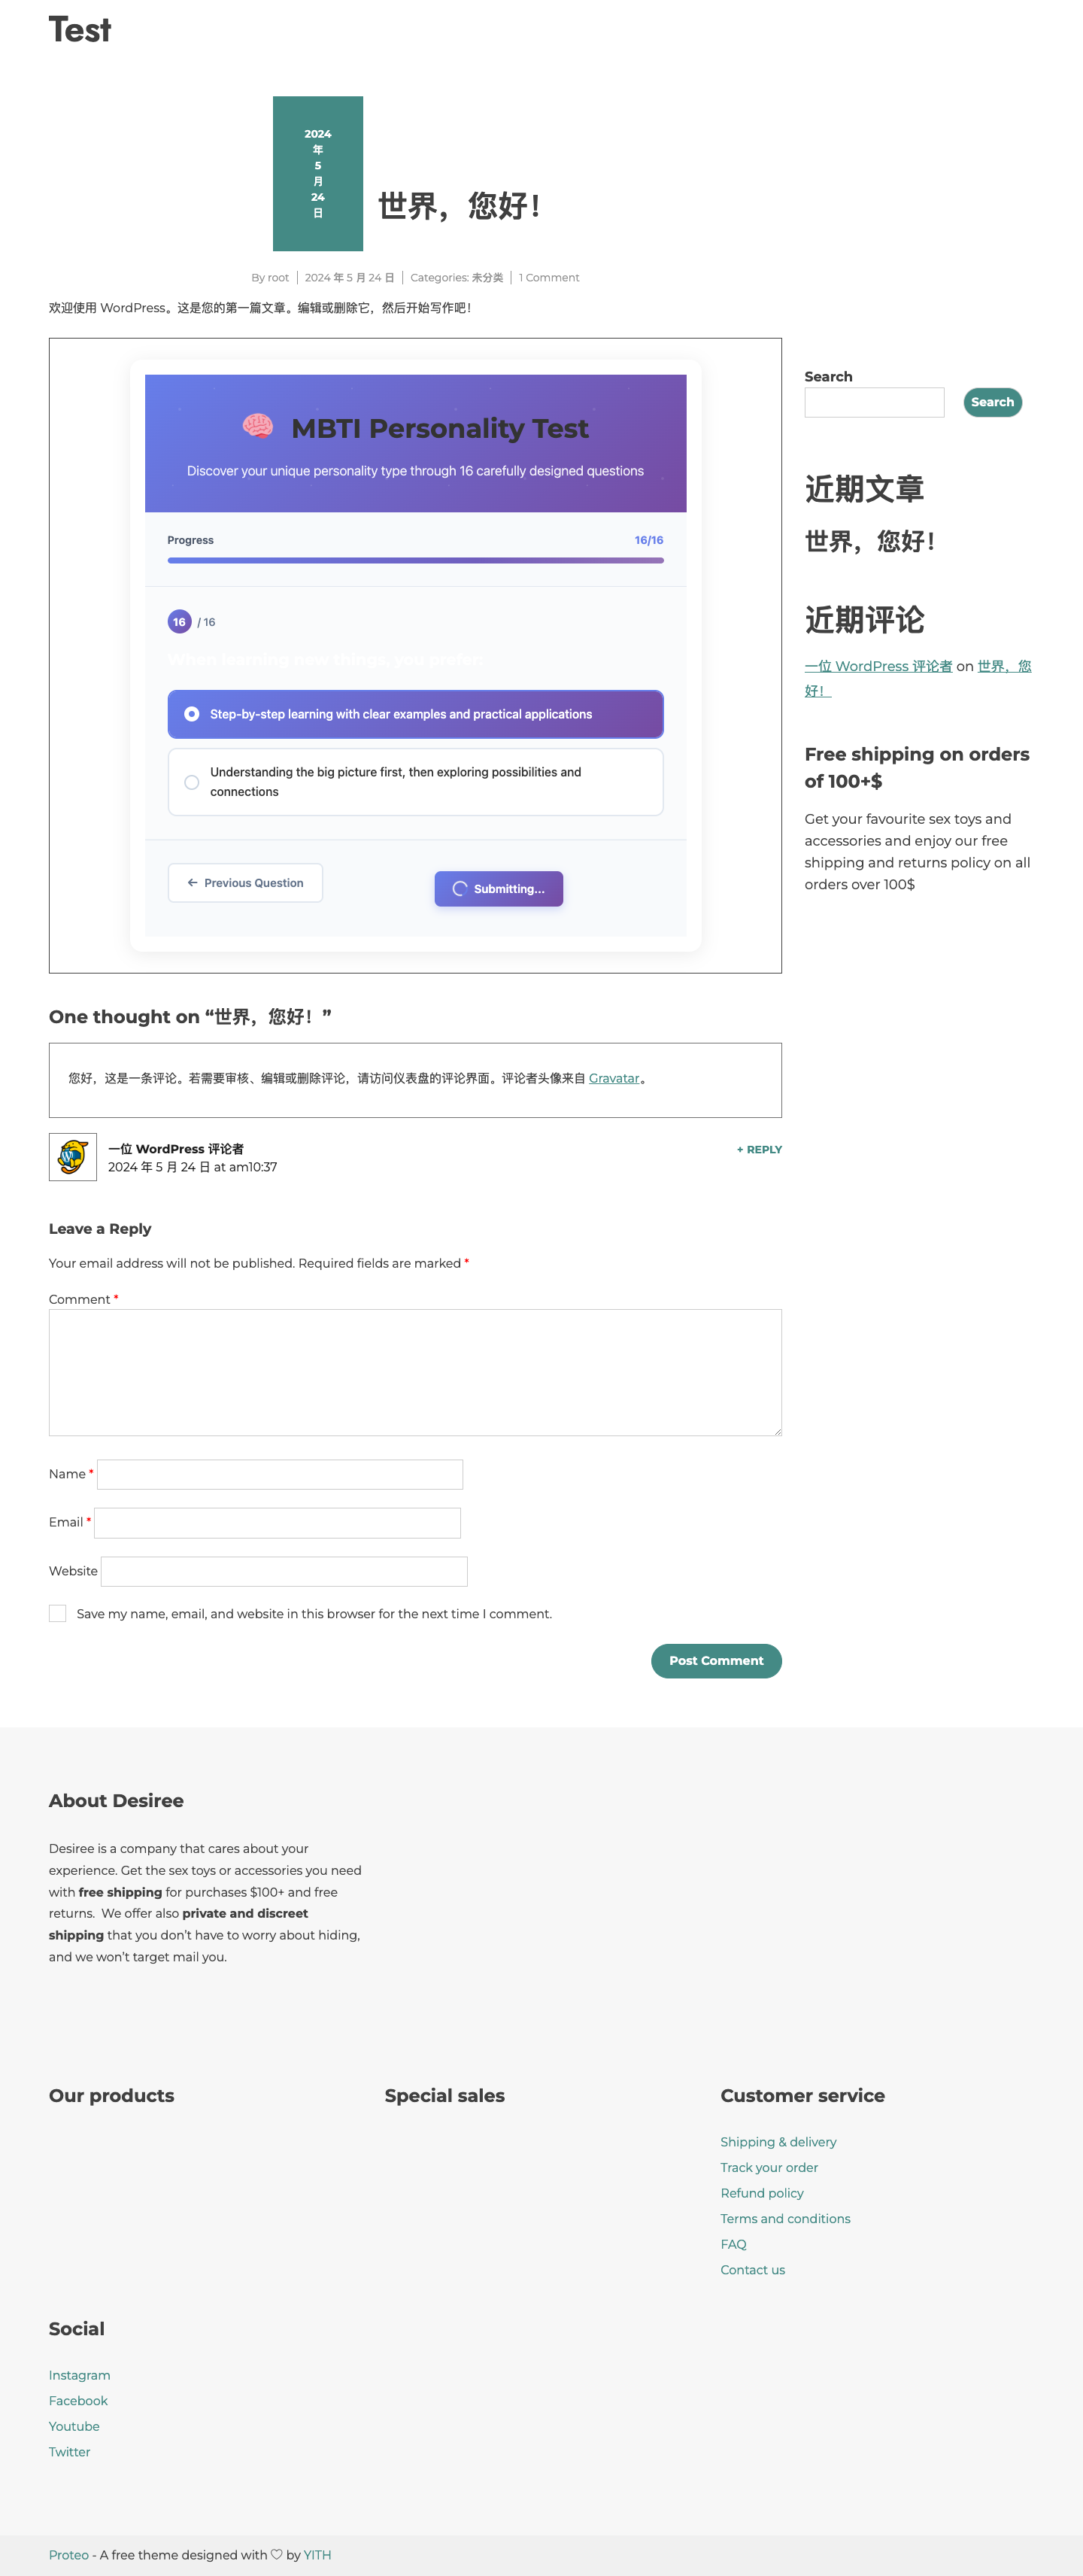 Test
2024
年
5
月
24
日
世界，您好！
By root
2024 年 5 月 24 日
Categories: 未分类
1 Comment
欢迎使用 WordPress。这是您的第一篇文章。编辑或删除它，然后开始写作吧！
MBTI Personality Test
Discover your unique personality type through 16 carefully designed questions
Progress
16/16
16 / 16
When learning new things, you prefer:
Step-by-step learning with clear examples and practical applications
Understanding the big picture first, then exploring possibilities and
connections
← Previous Question
Submitting...
Search
Search
近期文章
世界，您好！
近期评论
一位 WordPress 评论者 on 世界，您
好！
Free shipping on orders
of 100+$
Get your favourite sex toys and
accessories and enjoy our free
shipping and returns policy on all
orders over 100$
One thought on “世界，您好！”
您好，这是一条评论。若需要审核、编辑或删除评论，请访问仪表盘的评论界面。评论者头像来自 Gravatar。
一位 WordPress 评论者
2024 年 5 月 24 日 at am10:37
+ REPLY
Leave a Reply
Your email address will not be published. Required fields are marked *
Comment *
Name *
Email *
Website
Save my name, email, and website in this browser for the next time I comment.
Post Comment
About Desiree
Desiree is a company that cares about your
experience. Get the sex toys or accessories you need
with free shipping for purchases $100+ and free
returns. We offer also private and discreet
shipping that you don’t have to worry about hiding,
and we won’t target mail you.
Our products
Special sales
Customer service
Shipping & delivery
Track your order
Refund policy
Terms and conditions
FAQ
Contact us
Social
Instagram
Facebook
Youtube
Twitter
Proteo - A free theme designed with ♡ by YITH